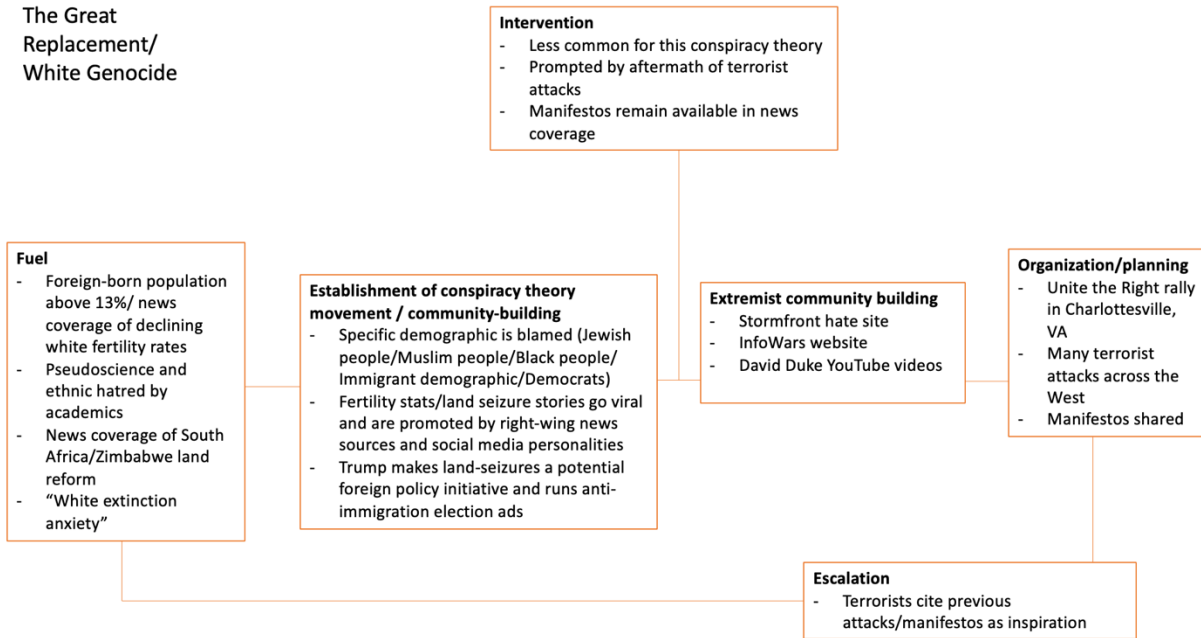 The Great
Replacement/
White Genocide
Intervention
- Less common for this conspiracy theory
- Prompted by aftermath of terrorist
attacks
- Manifestos remain available in news
coverage
Fuel
- Foreign-born population
above 13%/ news
coverage of declining
white fertility rates
- Pseudoscience and
ethnic hatred by
academics
- News coverage of South
Africa/Zimbabwe land
reform
- “White extinction
anxiety”
Establishment of conspiracy theory
movement / community-building
- Specific demographic is blamed (Jewish
people/Muslim people/Black people/
Immigrant demographic/Democrats)
- Fertility stats/land seizure stories go viral
and are promoted by right-wing news
sources and social media personalities
- Trump makes land-seizures a potential
foreign policy initiative and runs anti-
immigration election ads
Extremist community building
- Stormfront hate site
- InfoWars website
- David Duke YouTube videos
Organization/planning
- Unite the Right rally
in Charlottesville,
VA
- Many terrorist
attacks across the
West
- Manifestos shared
Escalation
- Terrorists cite previous
attacks/manifestos as inspiration